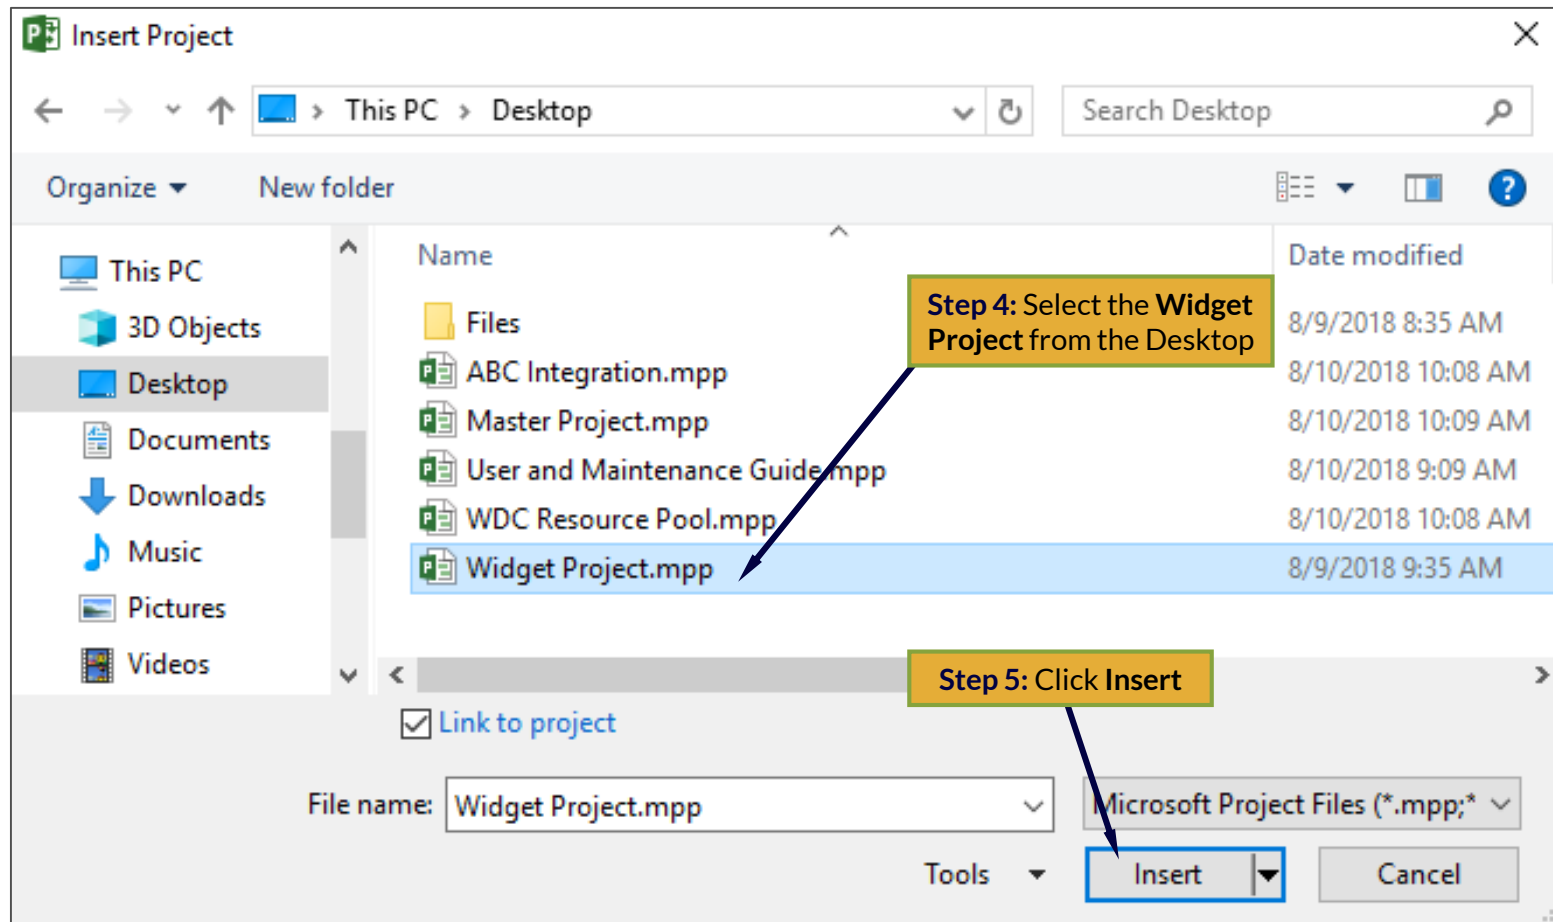 Insert Project
This PC > Desktop
Search Desktop
Organize
New folder
This PC
3D Objects
Desktop
Documents
Downloads
Music
Pictures
Videos
Name
Date modified
Files
8/9/2018 8:35 AM
ABC Integration.mpp
8/10/2018 10:08 AM
Master Project.mpp
8/10/2018 10:09 AM
User and Maintenance Guide.mpp
8/10/2018 9:09 AM
WDC Resource Pool.mpp
8/10/2018 10:08 AM
Widget Project.mpp
8/9/2018 9:35 AM
Step 4: Select the Widget
Project from the Desktop
Step 5: Click Insert
Link to project
File name:
Widget Project.mpp
Microsoft Project Files (*.mpp;*
Tools
Insert
Cancel